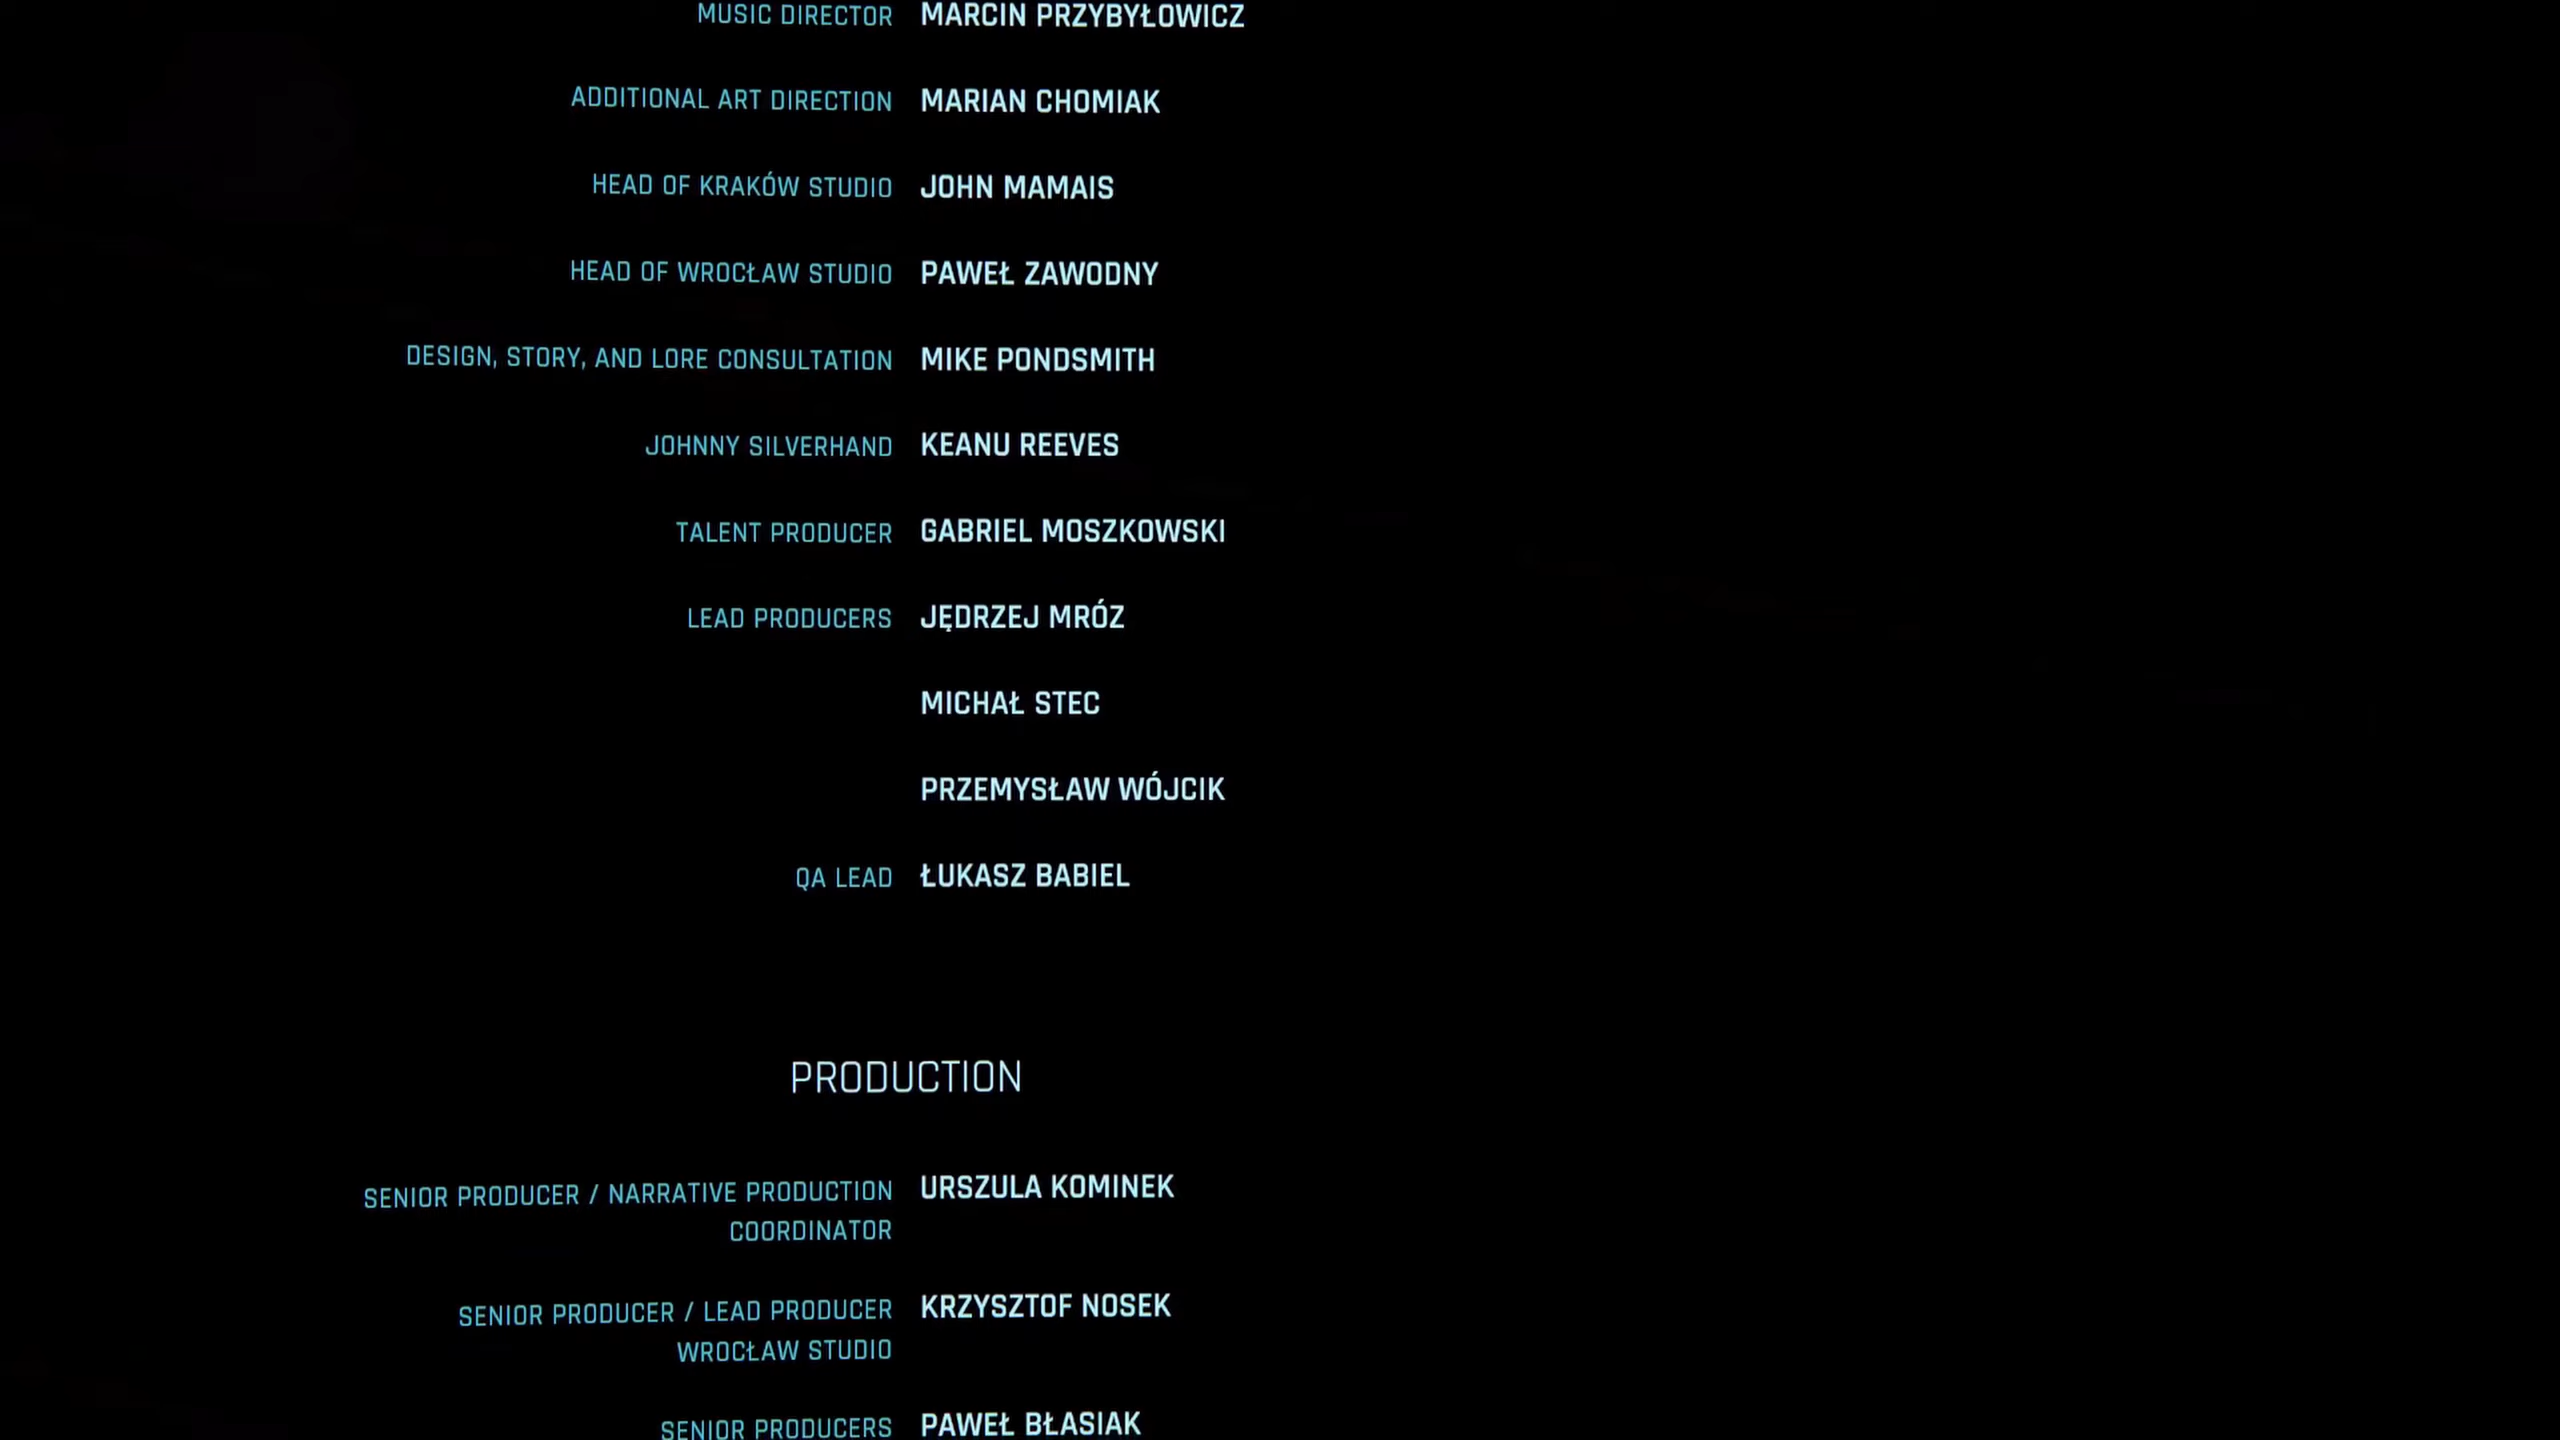 MUSIC DIRECTOR MARCIN PRZYBYŁOWICZ
ADDITIONAL ART DIRECTION MARIAN CHOMIAK
HEAD OF KRAKÓW STUDIO JOHN MAMAIS
HEAD OF WROCŁAW STUDIO PAWEŁ ZAWODNY
DESIGN, STORY, AND LORE CONSULTATION MIKE PONDSMITH
JOHNNY SILVERHAND KEANU REEVES
TALENT PRODUCER GABRIEL MOSZKOWSKI
LEAD PRODUCERS JĘDRZEJ MRÓZ
MICHAŁ STEC
PRZEMYSŁAW WÓJCIK
QA LEAD ŁUKASZ BABIEL
PRODUCTION
SENIOR PRODUCER / NARRATIVE PRODUCTION URSZULA KOMINEK
COORDINATOR
SENIOR PRODUCER / LEAD PRODUCER KRZYSZTOF NOSEK
WROCŁAW STUDIO
SENIOR PRODUCERS PAWEŁ BŁASIAK